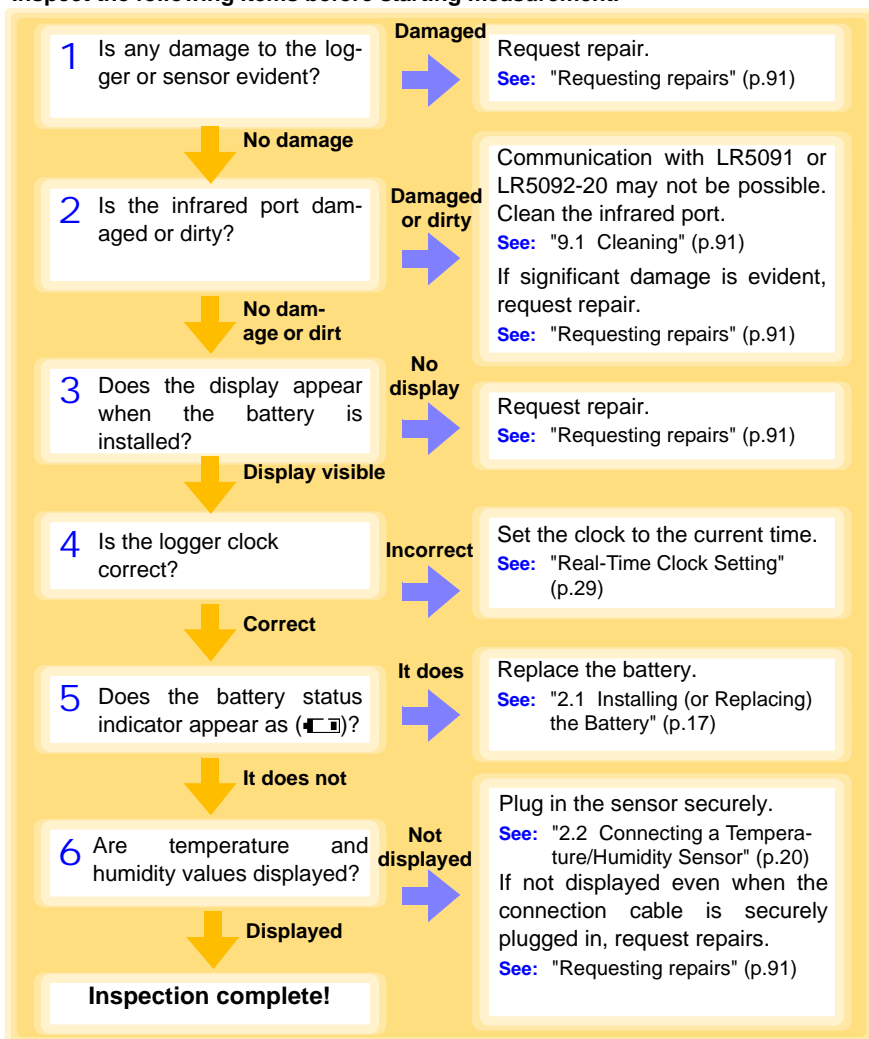 Inspect the following items before starting measurement.
1 Is any damage to the log-
ger or sensor evident?
Damaged
Request repair.
See: "Requesting repairs" (p.91)
No damage
2 Is the infrared port dam-
aged or dirty?
Damaged
or dirty
Communication with LR5091 or
LR5092-20 may not be possible.
Clean the infrared port.
See: "9.1 Cleaning" (p.91)
If significant damage is evident,
request repair.
See: "Requesting repairs" (p.91)
No dam-
age or dirt
3 Does the display appear
when the battery is
installed?
No
display
Request repair.
See: "Requesting repairs" (p.91)
Display visible
4 Is the logger clock
correct?
Incorrect
Set the clock to the current time.
See: "Real-Time Clock Setting"
(p.29)
Correct
5 Does the battery status
indicator appear as ( )?
It does
Replace the battery.
See: "2.1 Installing (or Replacing)
the Battery" (p.17)
It does not
6 Are temperature and
humidity values displayed?
Not
displayed
Plug in the sensor securely.
See: "2.2 Connecting a Tempera-
ture/Humidity Sensor" (p.20)
If not displayed even when the
connection cable is securely
plugged in, request repairs.
See: "Requesting repairs" (p.91)
Displayed
Inspection complete!